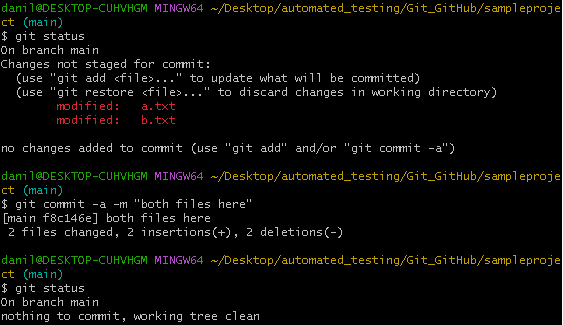 danil@DESKTOP-CUHVHGM MINGW64 ~/Desktop/automated_testing/Git_GitHub/sampleproje
ct (main)
$ git status
On branch main
Changes not staged for commit:
  (use "git add <file>..." to update what will be committed)
  (use "git restore <file>..." to discard changes in working directory)
        modified:   a.txt
        modified:   b.txt

no changes added to commit (use "git add" and/or "git commit -a")

danil@DESKTOP-CUHVHGM MINGW64 ~/Desktop/automated_testing/Git_GitHub/sampleproje
ct (main)
$ git commit -a -m "both files here"
[main f8c146e] both files here
 2 files changed, 2 insertions(+), 2 deletions(-)

danil@DESKTOP-CUHVHGM MINGW64 ~/Desktop/automated_testing/Git_GitHub/sampleproje
ct (main)
$ git status
On branch main
nothing to commit, working tree clean